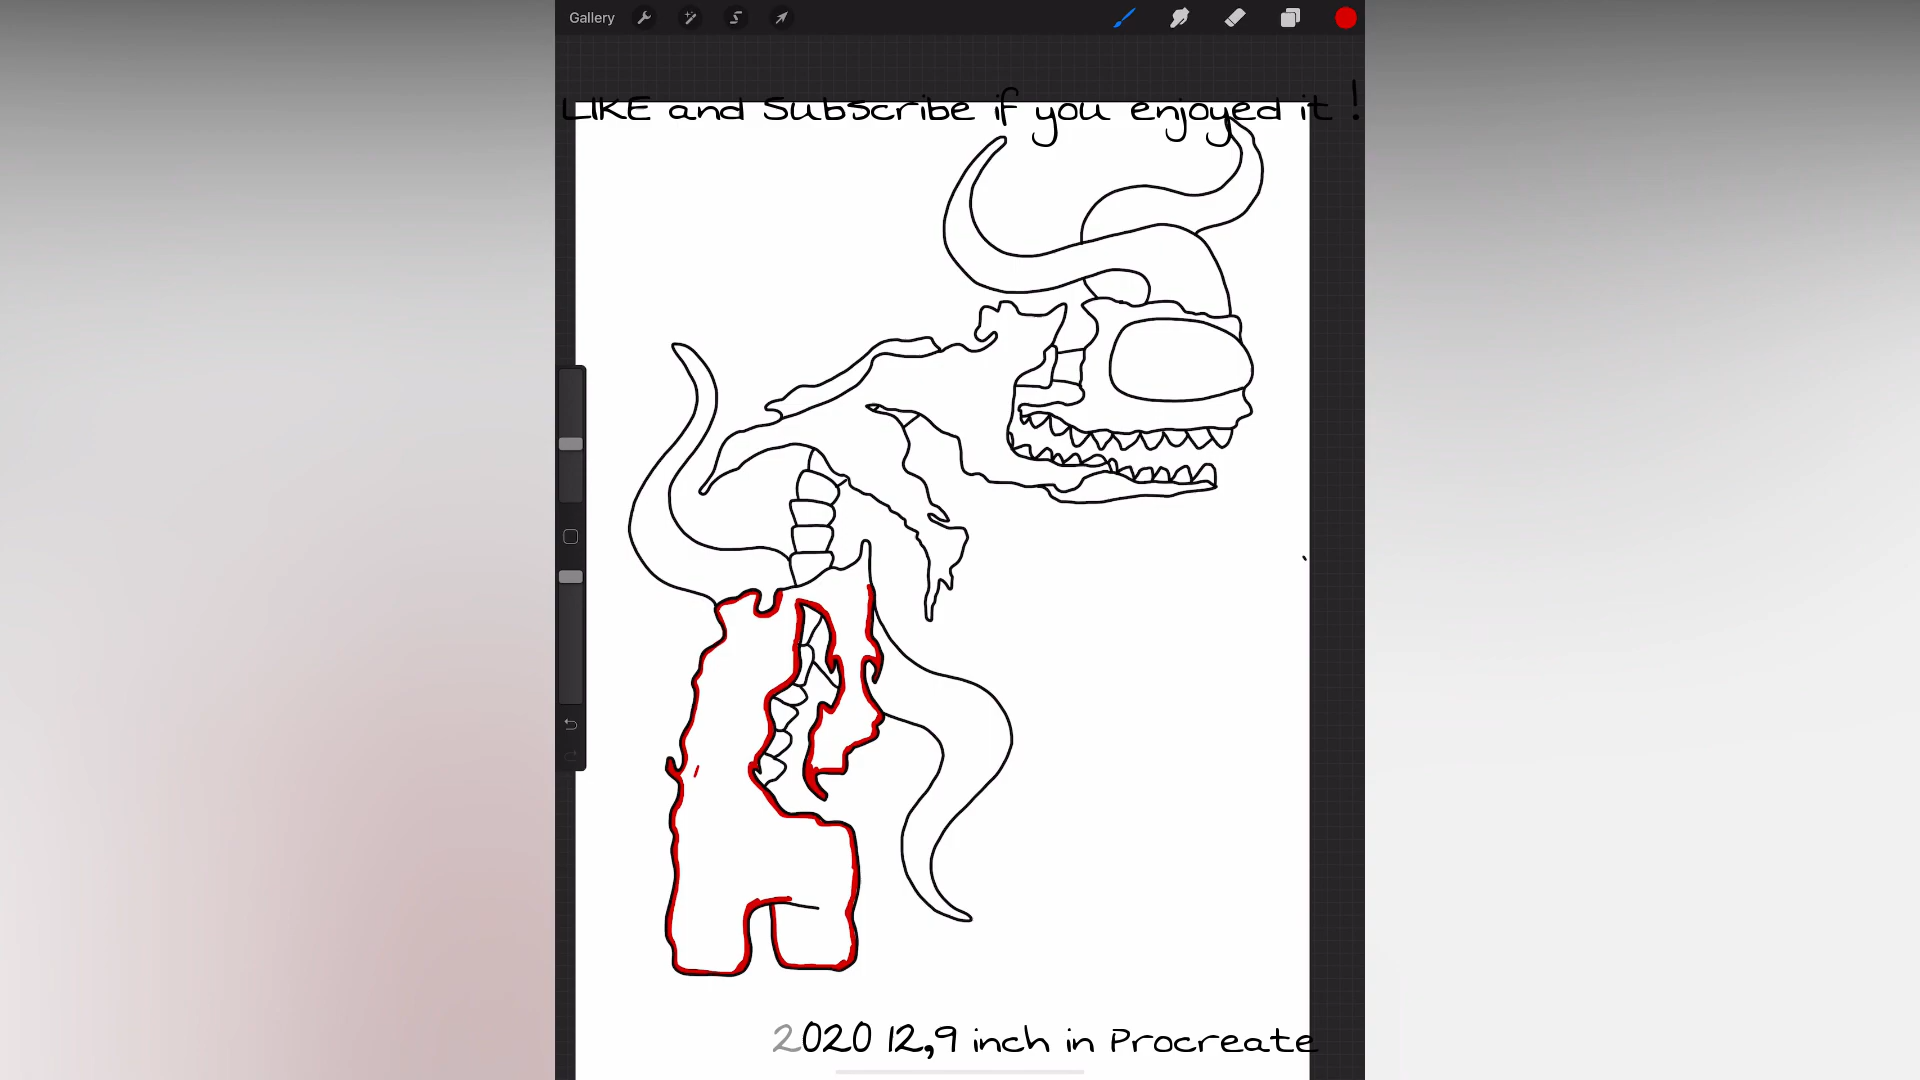 Gallery
LIKE and Subscribe if you enjoyed it !
2020 12,9 inch in Procreate